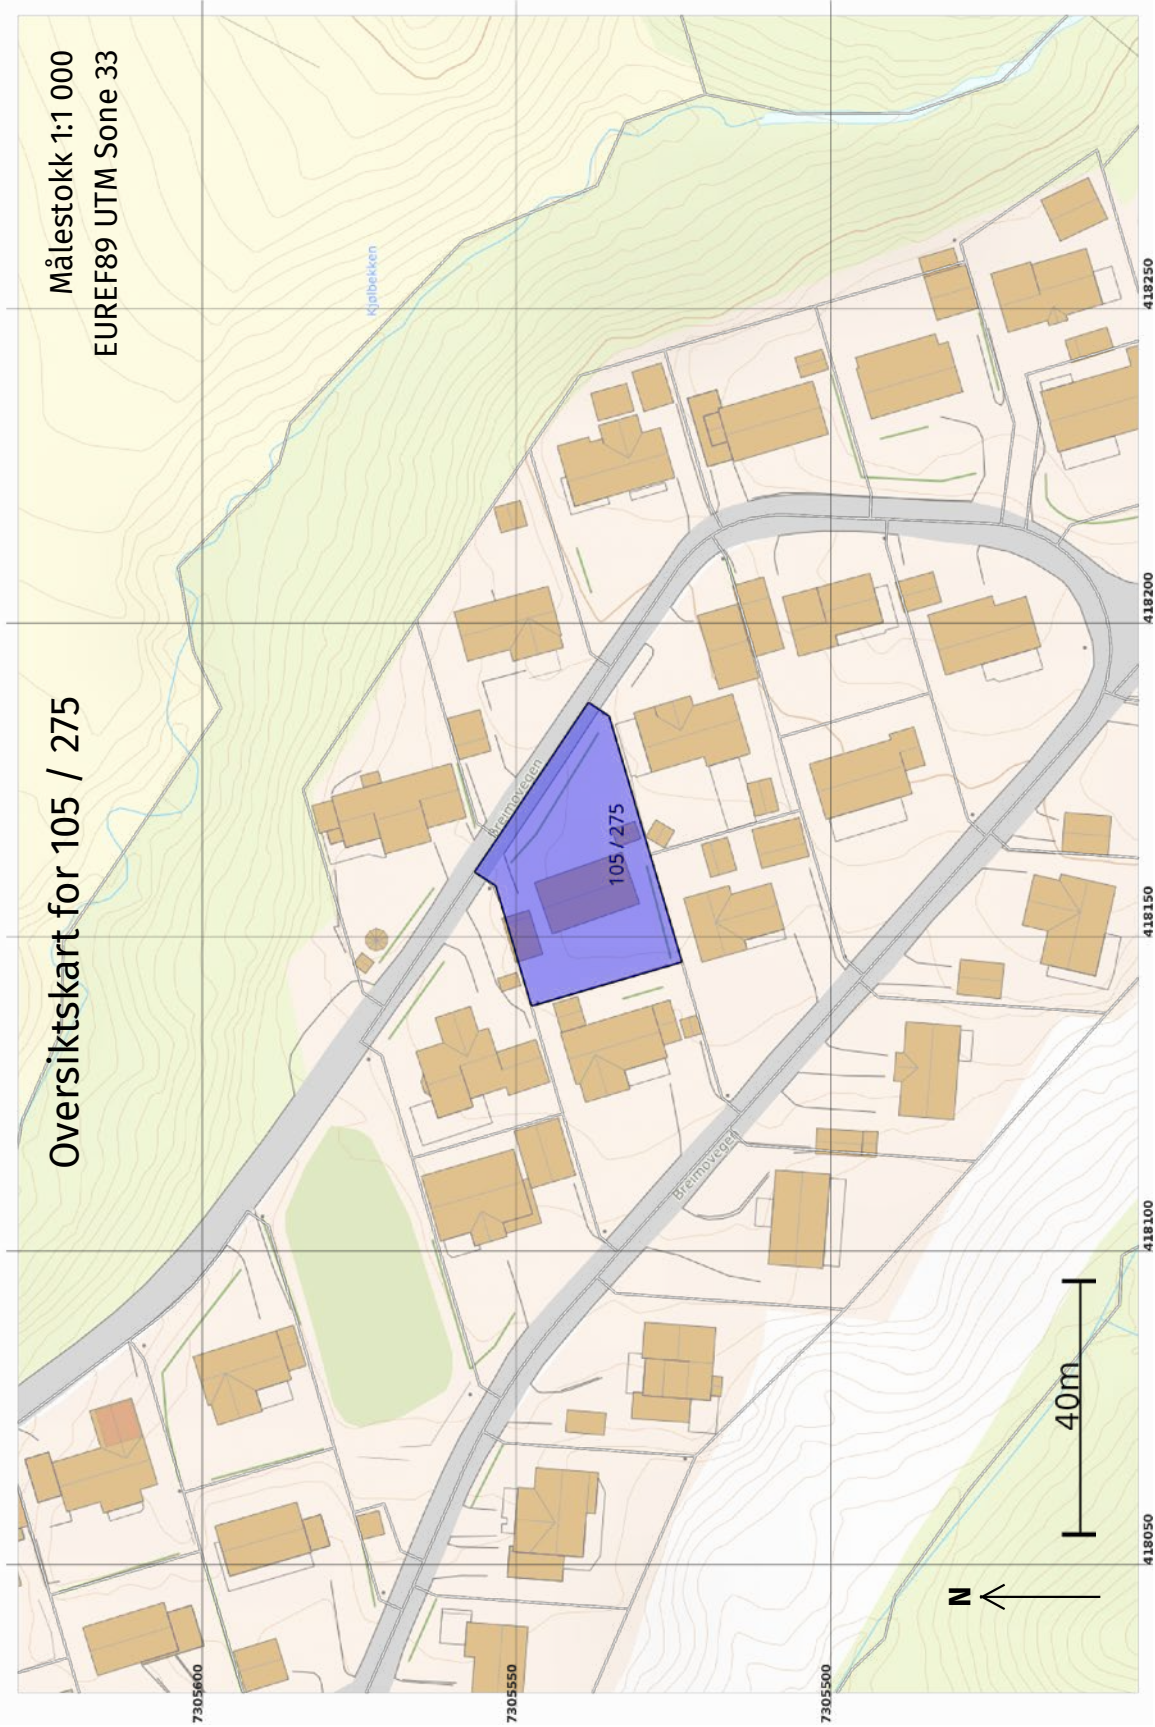 Oversiktskart for 105 / 275
Målestokk 1:1 000
EUREF89 UTM Sone 33
Kjølbekken
Breimovegen
105 / 275
Breimovegen
7305600
7305550
7305500
418050
418100
418150
418200
418250
40m
N